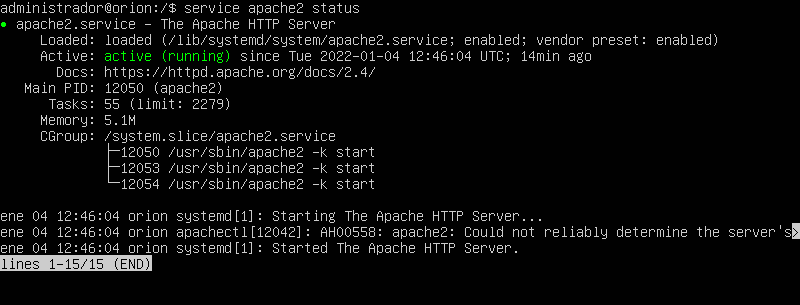 administrador@orion:/$ service apache2 status
● apache2.service - The Apache HTTP Server
Loaded: loaded (/lib/systemd/system/apache2.service; enabled; vendor preset: enabled)
Active: active (running) since Tue 2022-01-04 12:46:04 UTC; 14min ago
Docs: https://httpd.apache.org/docs/2.4/
Main PID: 12050 (apache2)
Tasks: 55 (limit: 2279)
Memory: 5.1M
CGroup: /system.slice/apache2.service
├─12050 /usr/sbin/apache2 -k start
├─12053 /usr/sbin/apache2 -k start
└─12054 /usr/sbin/apache2 -k start
ene 04 12:46:04 orion systemd[1]: Starting The Apache HTTP Server...
ene 04 12:46:04 orion apachectl[12042]: AH00558: apache2: Could not reliably determine the server's>
ene 04 12:46:04 orion systemd[1]: Started The Apache HTTP Server.
lines 1-15/15 (END)